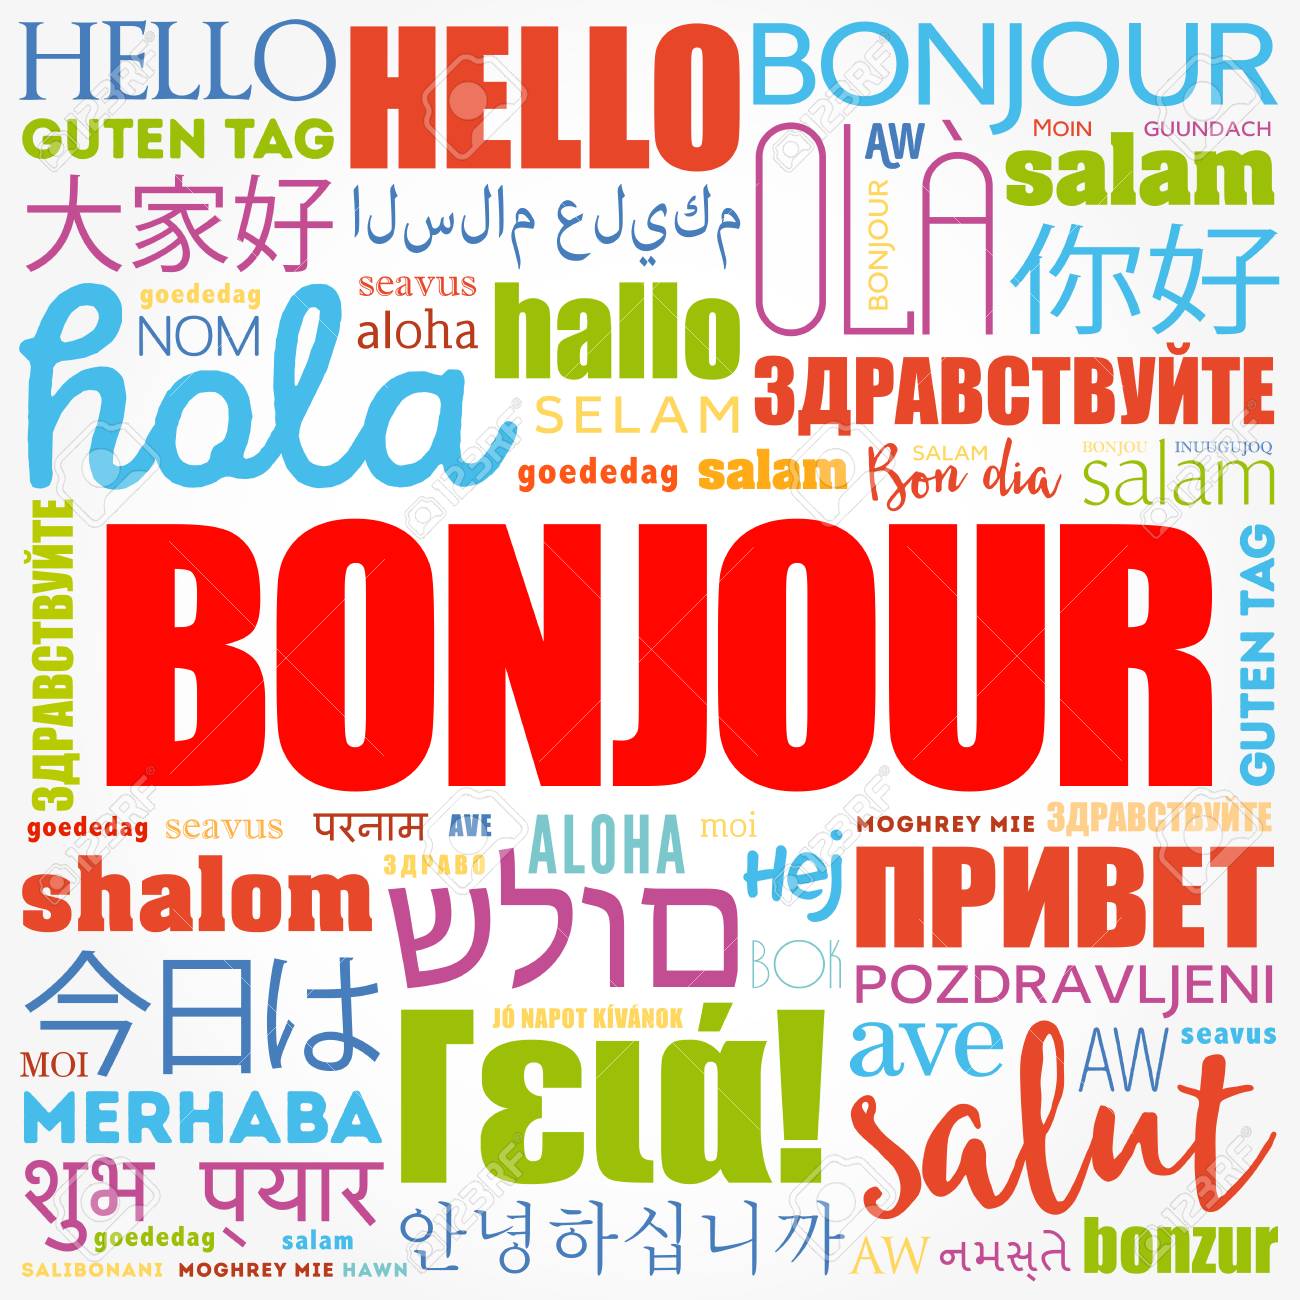 HELLO
HELLO
BONJOUR
GUTEN TAG
OLÀ
AW
MOIN
GUUNDACH
salam
大家好
السلام عليكم
BONJOUR
你好
hola
goededag
NOM
seavus
aloha
hallo
SELAM
ЗДРАВСТВУЙТЕ
goededag
salam
SALAM
Bon dia
BONJOU
INUUGUJOQ
salam
ЗДРАВСТВУЙТЕ
BONJOUR
GUTEN TAG
goededag
seavus
परनाम
AVE
ЗДРАВО
ALOHA
moi
Hej
MOGHREY MIE
ЗДРАВСТВУЙТЕ
shalom
שלום
ПРИВЕТ
BOK
POZDRAVLJENI
今日は
MOI
JÓ NAPOT KÍVÁNOK
Γειά!
ave
AW
seavus
salut
MERHABA
शुभ प्यार
goededag
salam
SALIBONANI
MOGHREY MIE
HAWN
안녕하십니까
AW
નમસ્તે
bonzur
123RF